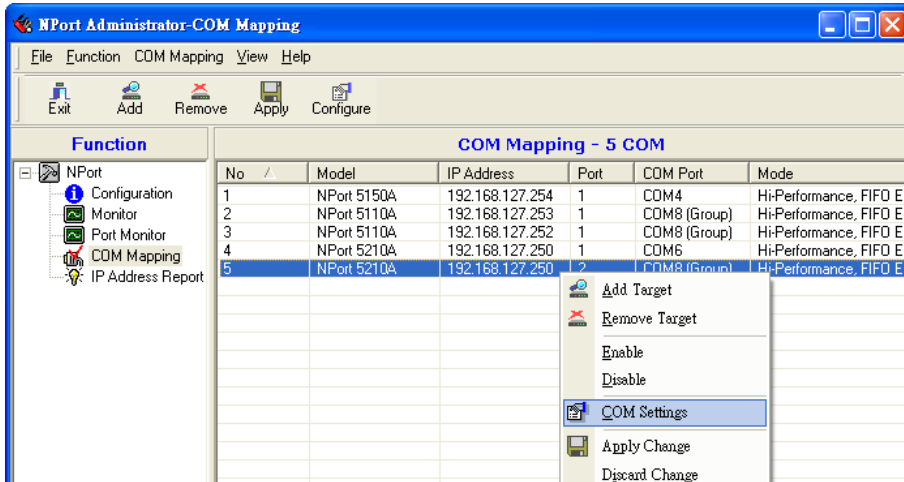 NPort Administrator-COM Mapping
File Function COM Mapping View Help
Exit Add Remove Apply Configure
Function
COM Mapping - 5 COM
NPort
Configuration
Monitor
Port Monitor
COM Mapping
IP Address Report
No Model IP Address Port COM Port Mode
1 NPort 5150A 192.168.127.254 1 COM4 Hi-Performance, FIFO E
2 NPort 5110A 192.168.127.253 1 COM8 (Group) Hi-Performance, FIFO E
3 NPort 5110A 192.168.127.252 1 COM8 (Group) Hi-Performance, FIFO E
4 NPort 5210A 192.168.127.250 1 COM6 Hi-Performance, FIFO E
5 NPort 5210A 192.168.127.250 2 COM8 (Group) Hi-Performance, FIFO E
Add Target
Remove Target
Enable
Disable
COM Settings
Apply Change
Discard Change